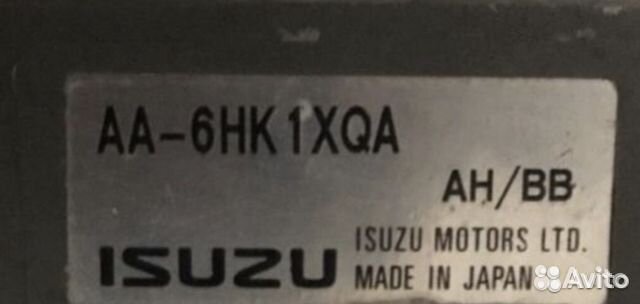 AA-6HK1XQA
AH/BB
ISUZU
ISUZU MOTORS LTD.
MADE IN JAPAN
Avito